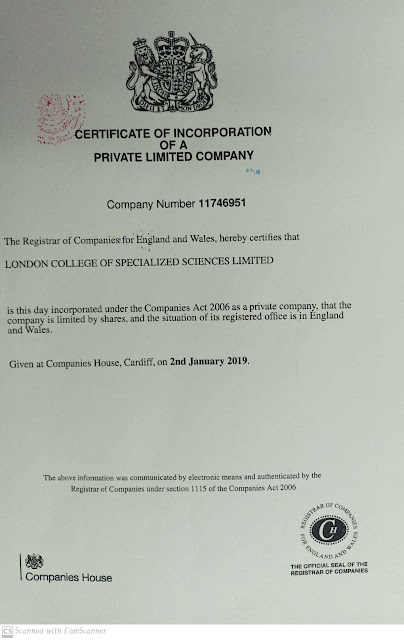 CERTIFICATE OF INCORPORATION
OF A
PRIVATE LIMITED COMPANY
Company Number 11746951
The Registrar of Companies for England and Wales, hereby certifies that
LONDON COLLEGE OF SPECIALIZED SCIENCES LIMITED
is this day incorporated under the Companies Act 2006 as a private company, that the
company is limited by shares, and the situation of its registered office is in England
and Wales.
Given at Companies House, Cardiff, on 2nd January 2019.
The above information was communicated by electronic means and authenticated by the
Registrar of Companies under section 1115 of the Companies Act 2006
REGISTRAR OF COMPANIES
FOR ENGLAND AND WALES
CH
THE OFFICIAL SEAL OF THE
REGISTRAR OF COMPANIES
Companies House
CS Scanned with CamScanner